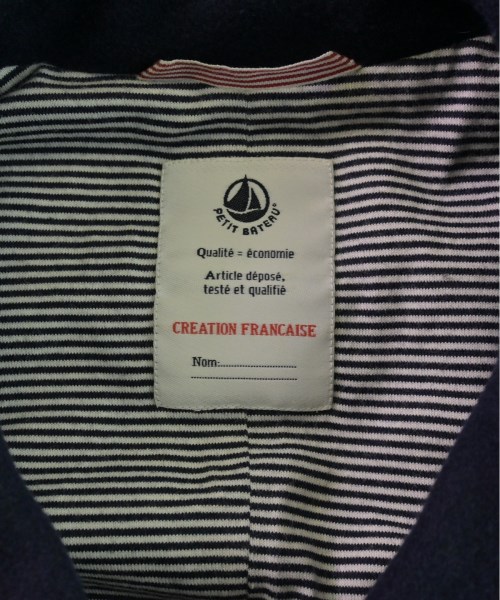 PETIT BATEAU®
Qualité = économie
Article déposé,
testé et qualifié
CREATION FRANCAISE
Nom: